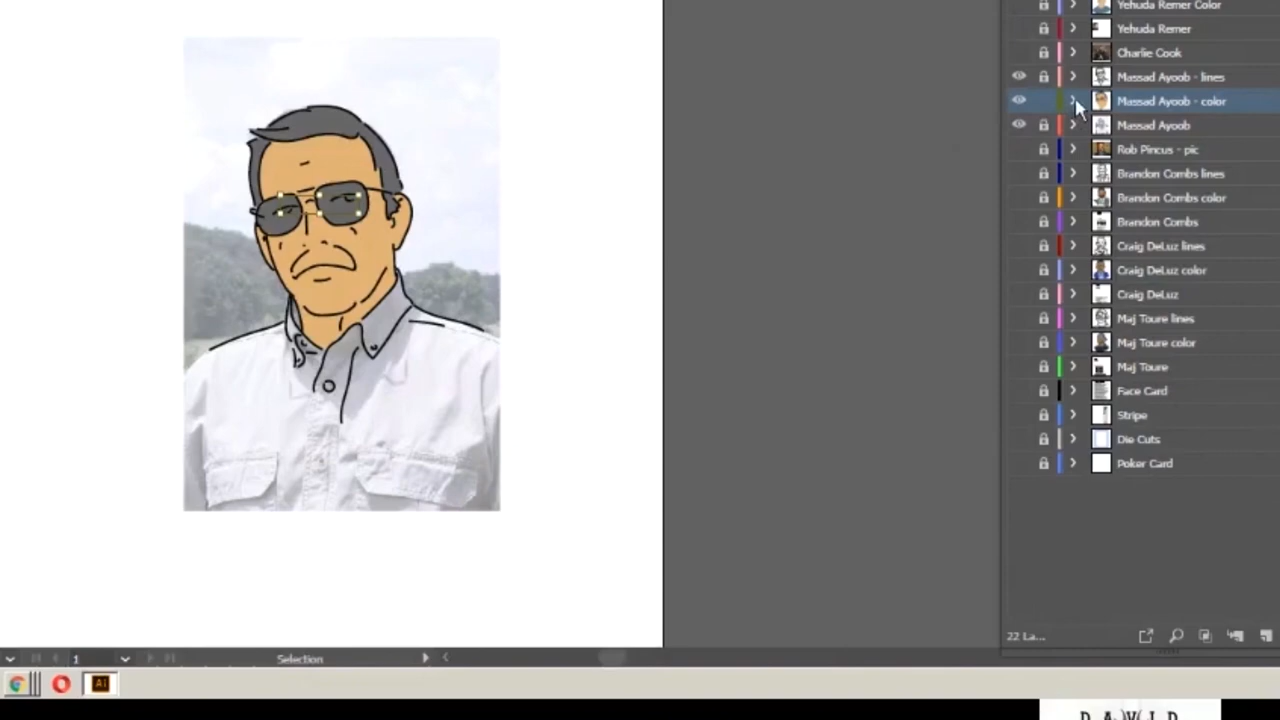 Yehuda Remer Color
Yehuda Remer
Charlie Cook
Massad Ayoob - lines
Massad Ayoob - color
Massad Ayoob
Rob Pincus - pic
Brandon Combs lines
Brandon Combs color
Brandon Combs
Craig DeLuz lines
Craig DeLuz color
Craig DeLuz
Maj Toure lines
Maj Toure color
Maj Toure
Face Card
Stripe
Die Cuts
Poker Card
22 La...
1 Selection
Ai
DAVID